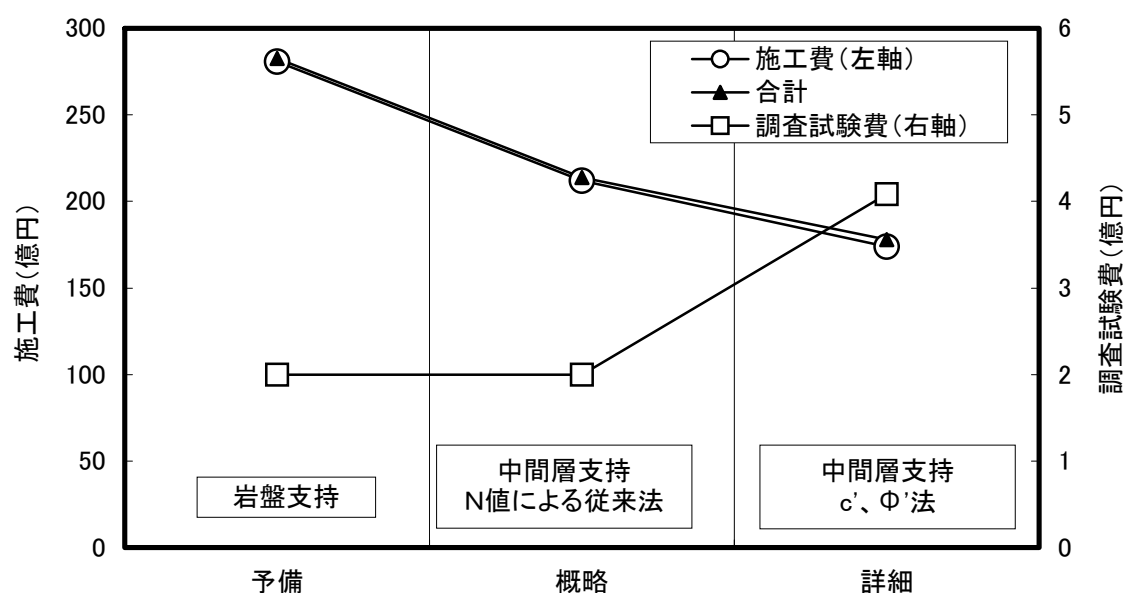 300
250
200
150
100
50
0
施工費(億円)
6
5
4
3
2
1
0
調査試験費(億円)
施工費(左軸)
合計
調査試験費(右軸)
岩盤支持
中間層支持
N値による従来法
中間層支持
c'、Φ'法
予備
概略
詳細